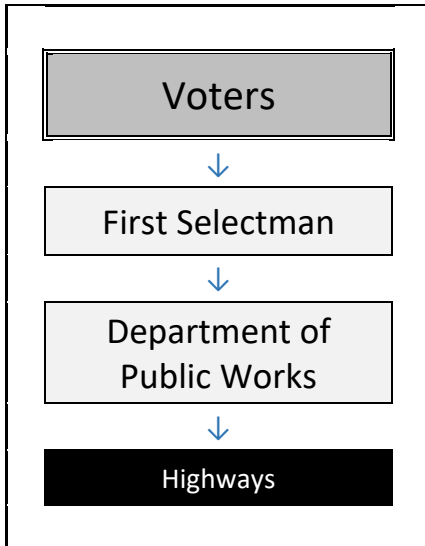 Voters
First Selectman
Department of
Public Works
Highways